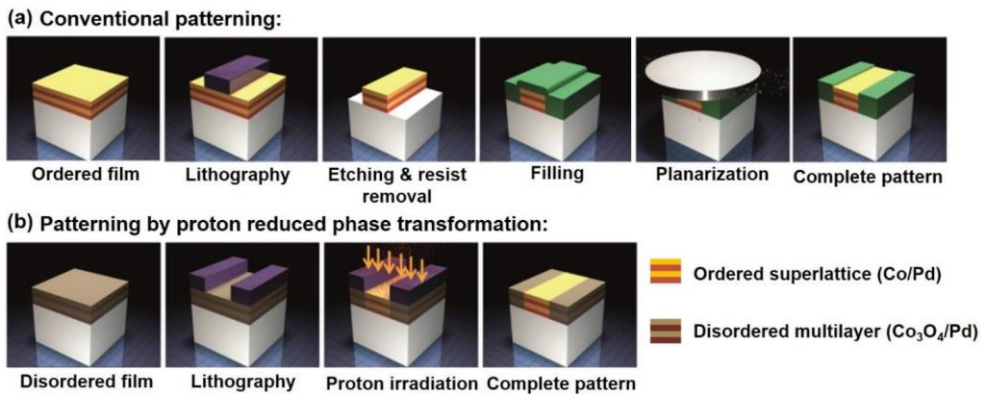 (a) Conventional patterning:
Ordered film
Lithography
Etching & resist
removal
Filling
Planarization
Complete pattern
(b) Patterning by proton reduced phase transformation:
Ordered superlattice (Co/Pd)
Disordered multilayer (Co₃O₄/Pd)
Disordered film
Lithography
Proton irradiation
Complete pattern